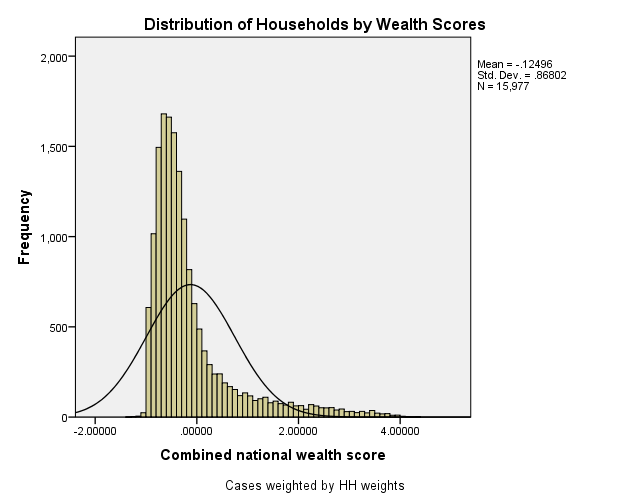 Distribution of Households by Wealth Scores
Mean = -.12496
Std. Dev. = .86802
N = 15,977
2,000
1,500
1,000
500
0
Frequency
-2.00000 .00000 2.00000 4.00000
Combined national wealth score
Cases weighted by HH weights